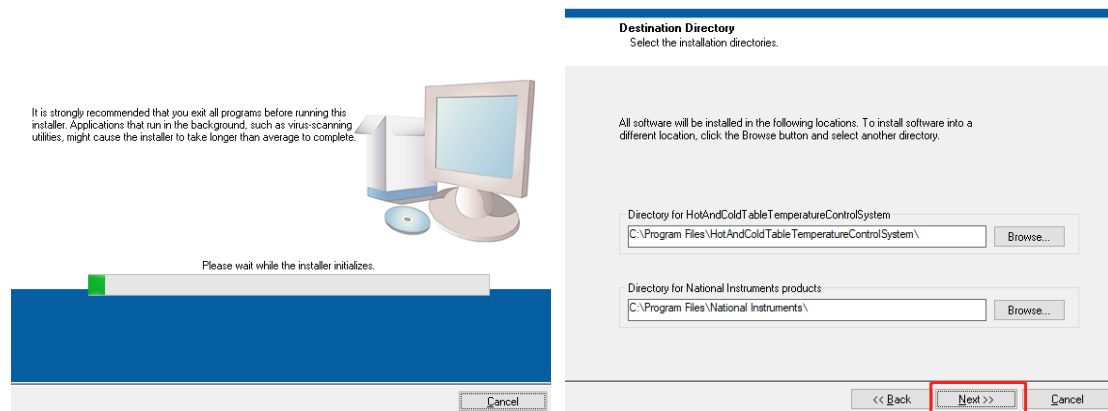 It is strongly recommended that you exit all programs before running this
installer. Applications that run in the background, such as virus-scanning
utilities, might cause the installer to take longer than average to complete.
Please wait while the installer initializes.
Cancel
Destination Directory
Select the installation directories.
All software will be installed in the following locations. To install software into a
different location, click the Browse button and select another directory.
Directory for HotAndColdTableTemperatureControlSystem
C:\Program Files\HotAndColdTableTemperatureControlSystem\
Browse...
Directory for National Instruments products
C:\Program Files\National Instruments\
Browse...
<< Back
Next >>
Cancel